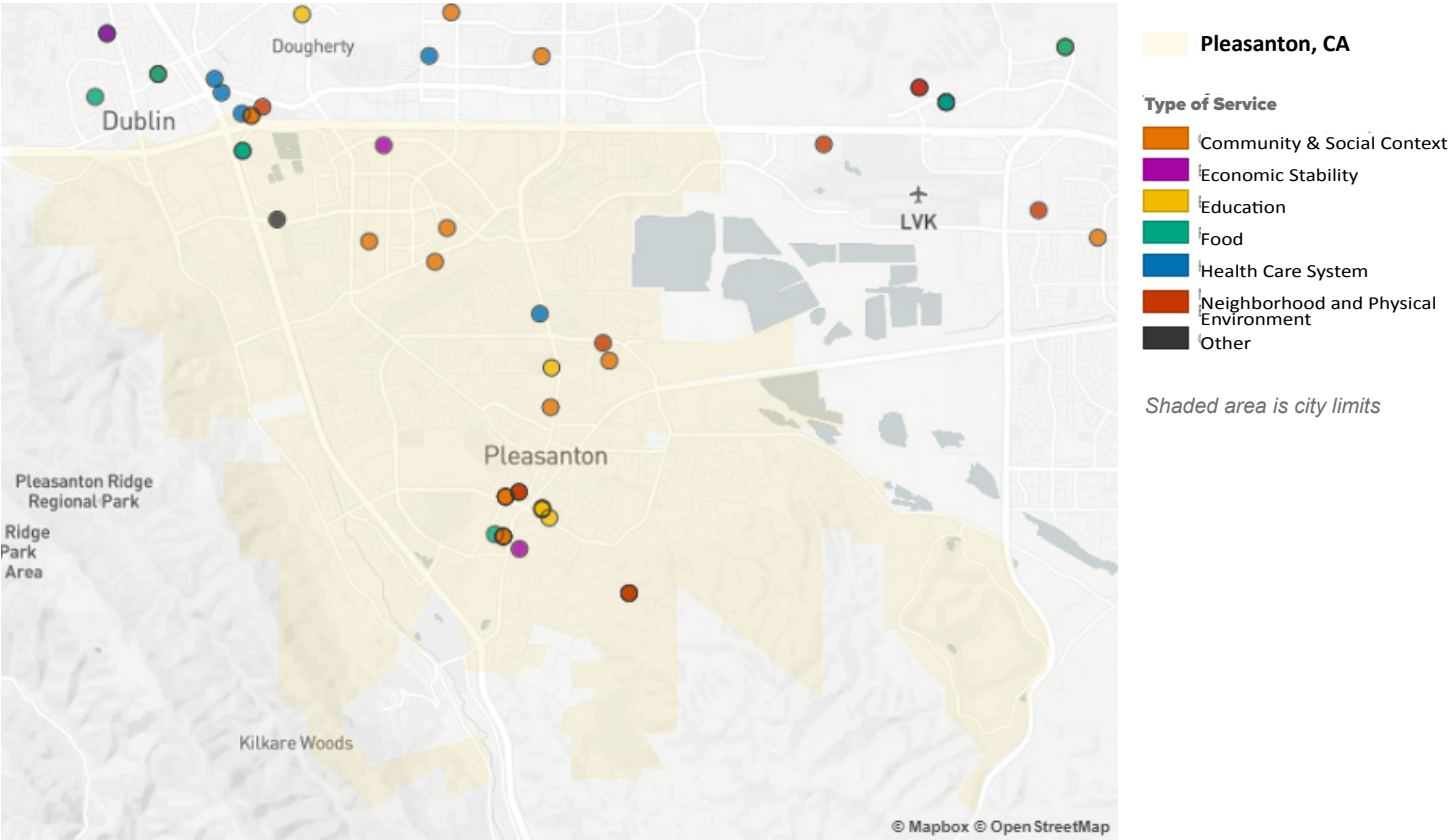 Dougherty
Dublin
LVK
Pleasanton
Pleasanton Ridge
Regional Park
Ridge
Park
Area
Kilkare Woods
© Mapbox © OpenStreetMap
Pleasanton, CA
Type of Service
Community & Social Context
Economic Stability
Education
Food
Health Care System
Neighborhood and Physical
Environment
Other
Shaded area is city limits